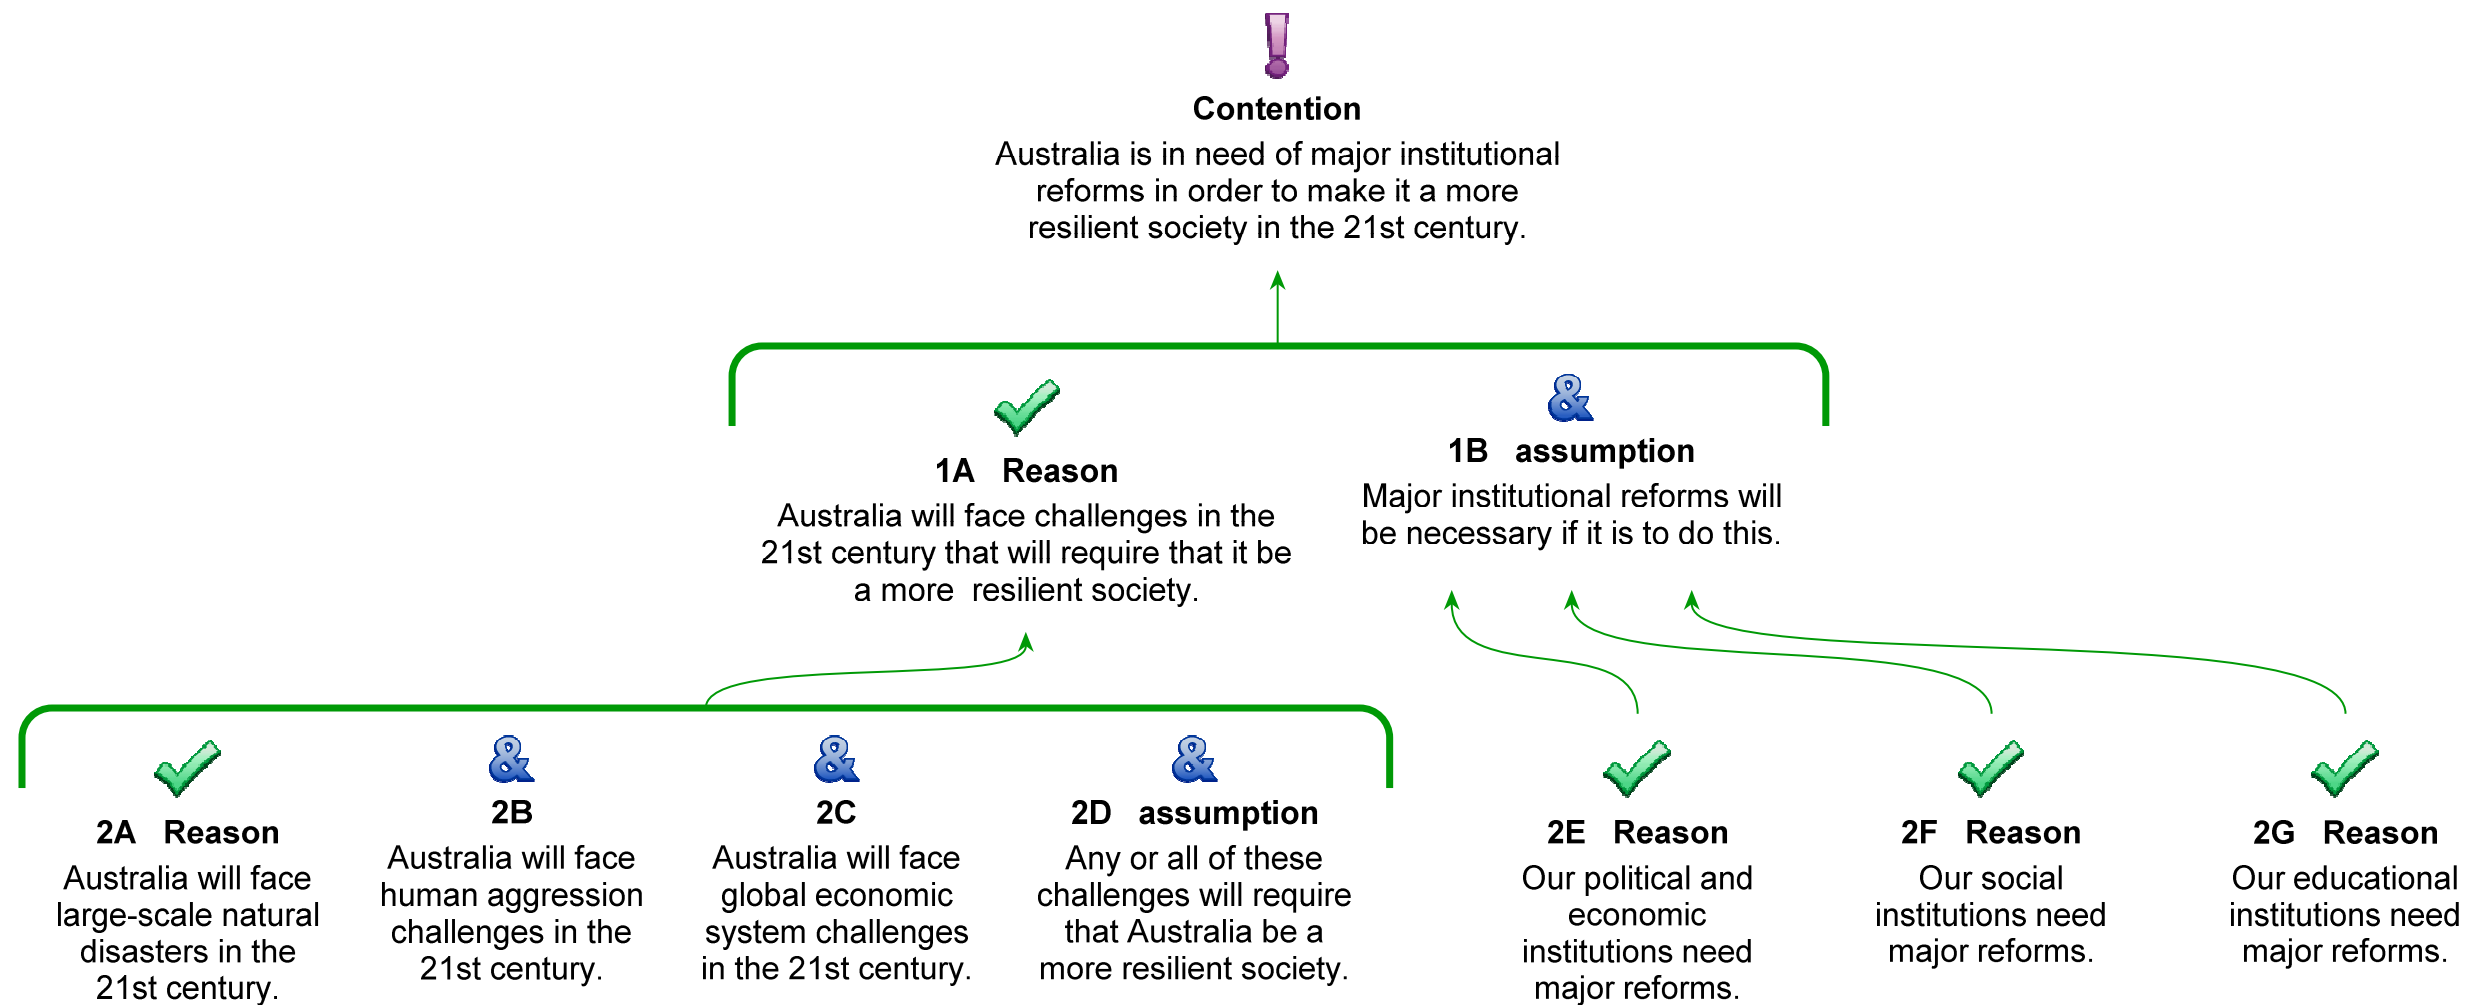 Contention
Australia is in need of major institutional
reforms in order to make it a more
resilient society in the 21st century.
&
1A Reason
Australia will face challenges in the
21st century that will require that it be
a more  resilient society.
1B assumption
Major institutional reforms will
be necessary if it is to do this.
2A Reason
Australia will face
large-scale natural
disasters in the
21st century.
&
2B
Australia will face
human aggression
challenges in the
21st century.
&
2C
Australia will face
global economic
system challenges
in the 21st century.
&
2D assumption
Any or all of these
challenges will require
that Australia be a
more resilient society.
2E Reason
Our political and
economic
institutions need
major reforms.
2F Reason
Our social
institutions need
major reforms.
2G Reason
Our educational
institutions need
major reforms.